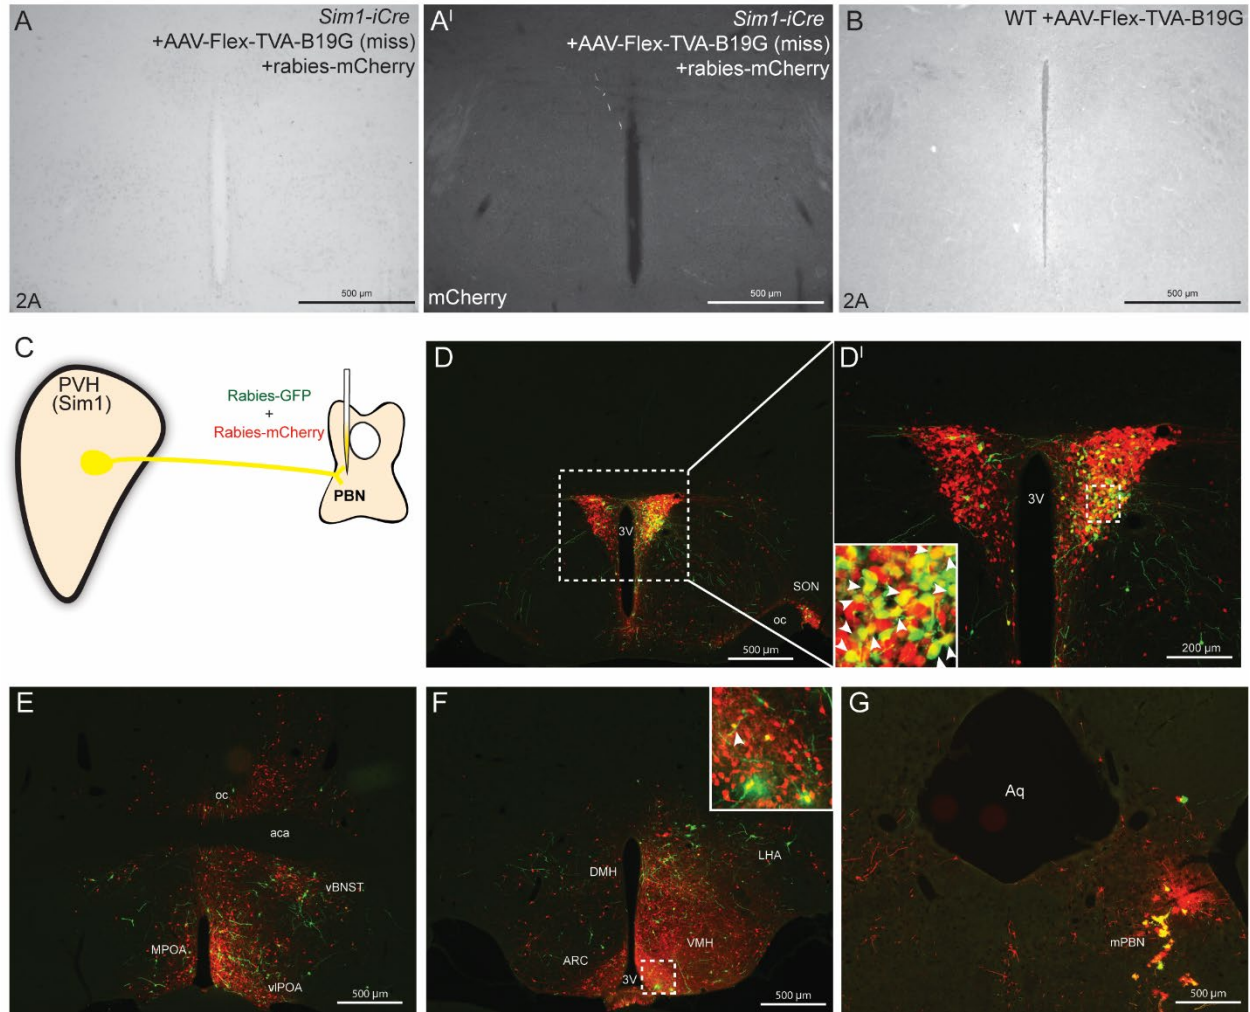 A
Sim1-iCre
+AAV-Flex-TVA-B19G (miss)
+rabies-mCherry
2A
500 µm
Aᴵ
Sim1-iCre
+AAV-Flex-TVA-B19G (miss)
+rabies-mCherry
mCherry
500 µm
B
WT +AAV-Flex-TVA-B19G
2A
500 µm
C
PVH
(Sim1)
Rabies-GFP
+
Rabies-mCherry
PBN
D
3V
SON
oc
500 µm
Dᴵ
3V
200 µm
E
oc
aca
vBNST
MPOA
vlPOA
500 µm
F
DMH
LHA
ARC
VMH
3V
500 µm
G
Aq
mPBN
500 µm